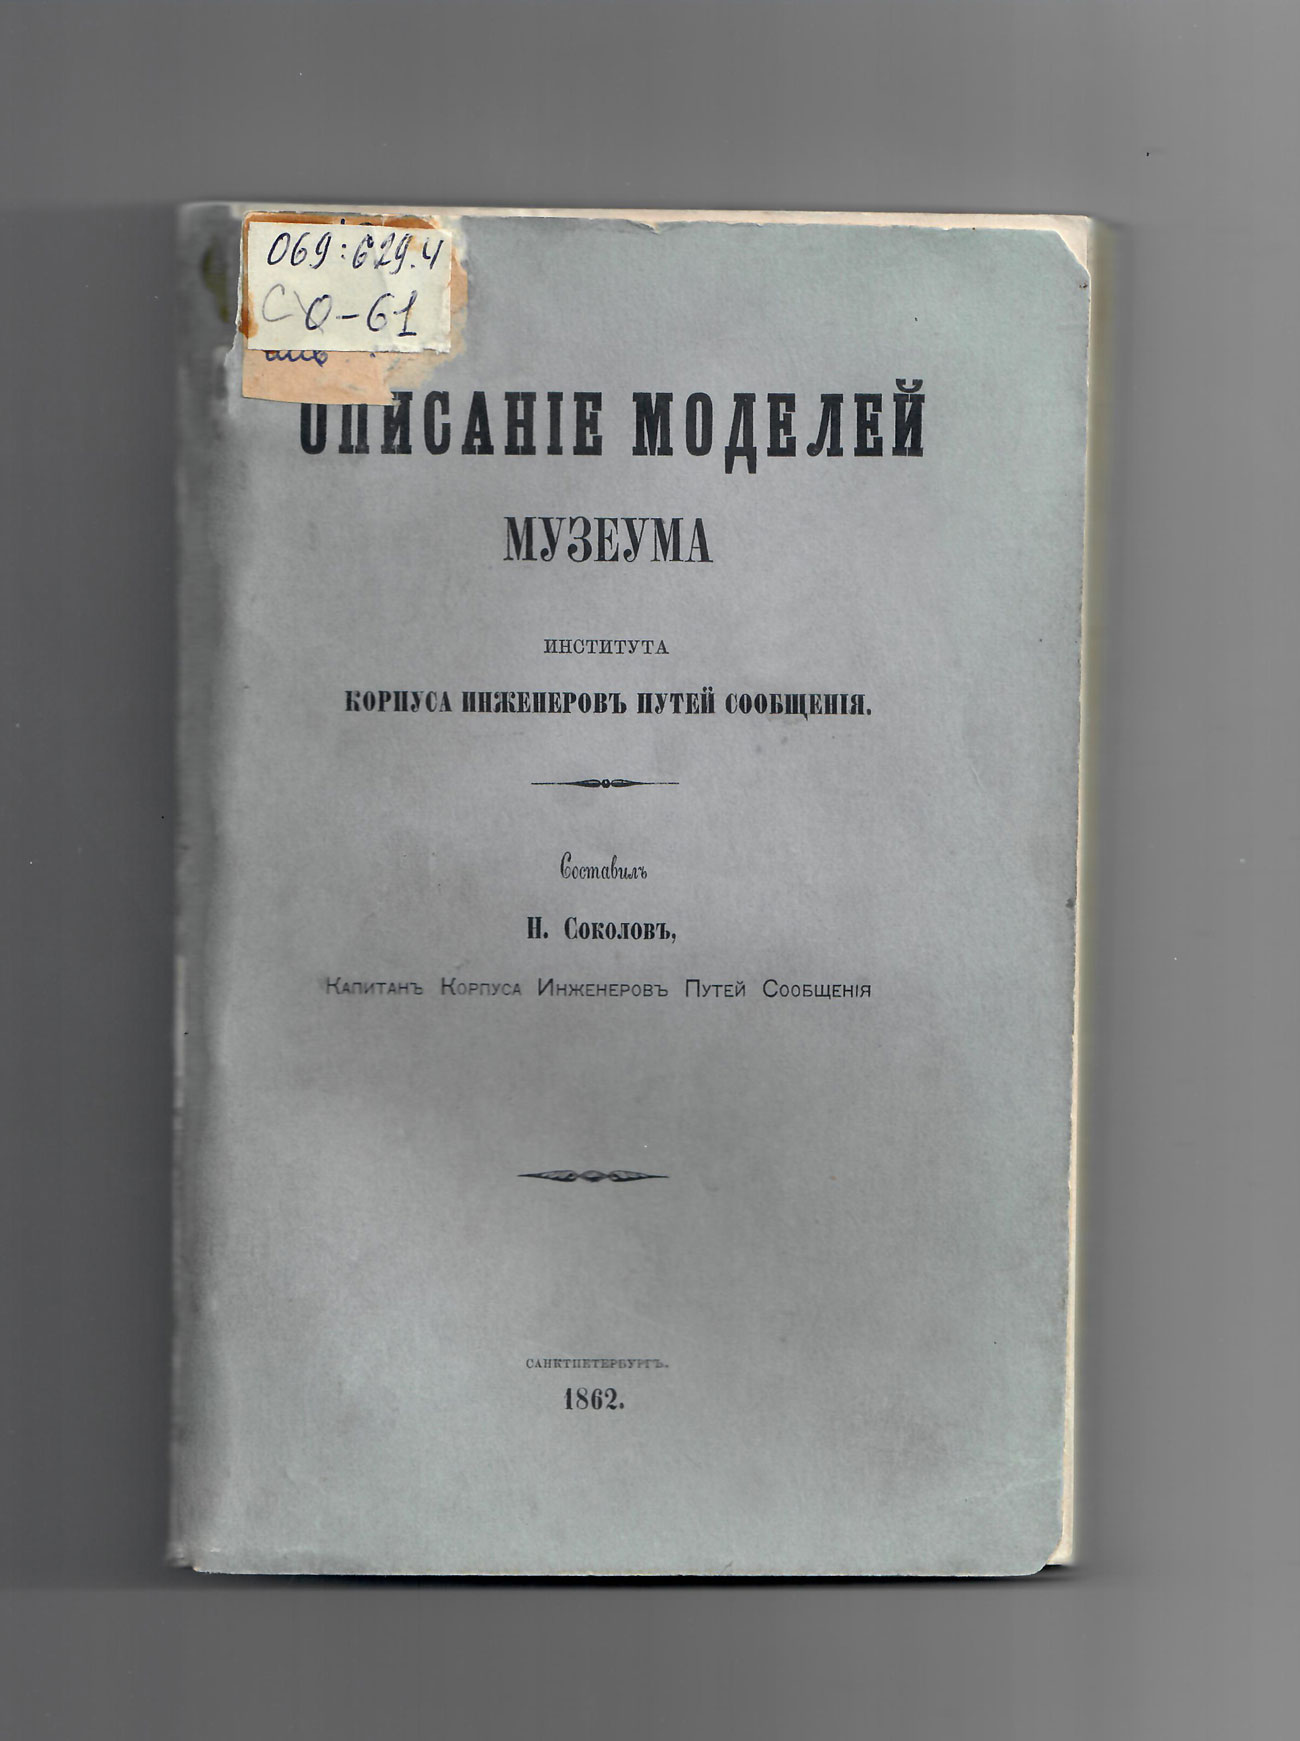 069:629.4
СО-61
ОПИСАНІЕ МОДЕЛЕЙ
МУЗЕУМА
ИНСТИТУТА
КОРПУСА ИНЖЕНЕРОВЪ ПУТЕЙ СООБЩЕНІЯ.
Составилъ
Н. Соколовъ,
Капитанъ Корпуса Инженеровъ Путей Сообщенія
САНКТПЕТЕРБУРГЪ.
1862.